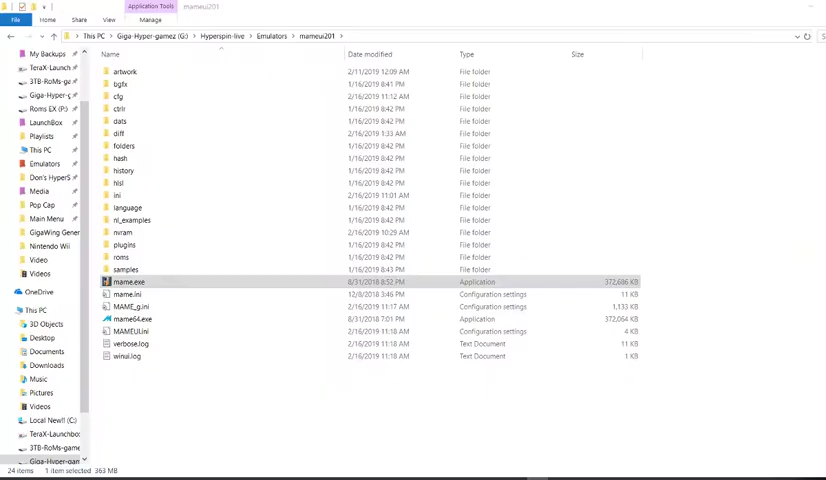 Application Tools mameui201
File Home Share View Manage
This PC Giga-Hyper-gamez (G:) Hyperspin-live Emulators mameui201
Name Date modified Type Size
My Backups
TeraX-Launch
3TB-RoMs-ga
Giga-Hyper-g
Roms EX (P:)
LaunchBox
Playlists
This PC
Emulators
Don's HyperS
Media
Pop Cap
Main Menu
GigaWing Gener
Nintendo Wii
Video
Videos
OneDrive
This PC
3D Objects
Desktop
Documents
Downloads
Music
Pictures
Videos
Local New!! (C:)
TeraX-Launchbo
3TB-RoMs-game
Giga-Hyper-gam
artwork 2/11/2019 12:09 AM File folder
bgfx 1/16/2019 8:41 PM File folder
cfg 2/16/2019 11:12 AM File folder
ctrlr 1/16/2019 8:42 PM File folder
dats 1/16/2019 8:42 PM File folder
diff 2/16/2019 1:33 AM File folder
folders 1/16/2019 8:42 PM File folder
hash 1/16/2019 8:42 PM File folder
history 1/16/2019 8:42 PM File folder
hlsl 1/16/2019 8:42 PM File folder
ini 2/16/2019 11:01 AM File folder
language 1/16/2019 8:42 PM File folder
nl_examples 1/16/2019 8:42 PM File folder
nvram 2/16/2019 10:29 AM File folder
plugins 1/16/2019 8:42 PM File folder
roms 1/16/2019 8:42 PM File folder
samples 1/16/2019 8:43 PM File folder
mame.exe 8/31/2018 8:52 PM Application 372,686 KB
mame.ini 12/8/2018 3:46 PM Configuration settings 11 KB
MAME_g.ini 2/16/2019 11:17 AM Configuration settings 1,133 KB
mame64.exe 8/31/2018 7:01 PM Application 372,064 KB
MAMEUI.ini 2/16/2019 11:18 AM Configuration settings 4 KB
verbose.log 2/16/2019 11:18 AM Text Document 11 KB
winui.log 2/16/2019 11:18 AM Text Document 1 KB
24 items 1 item selected 363 MB